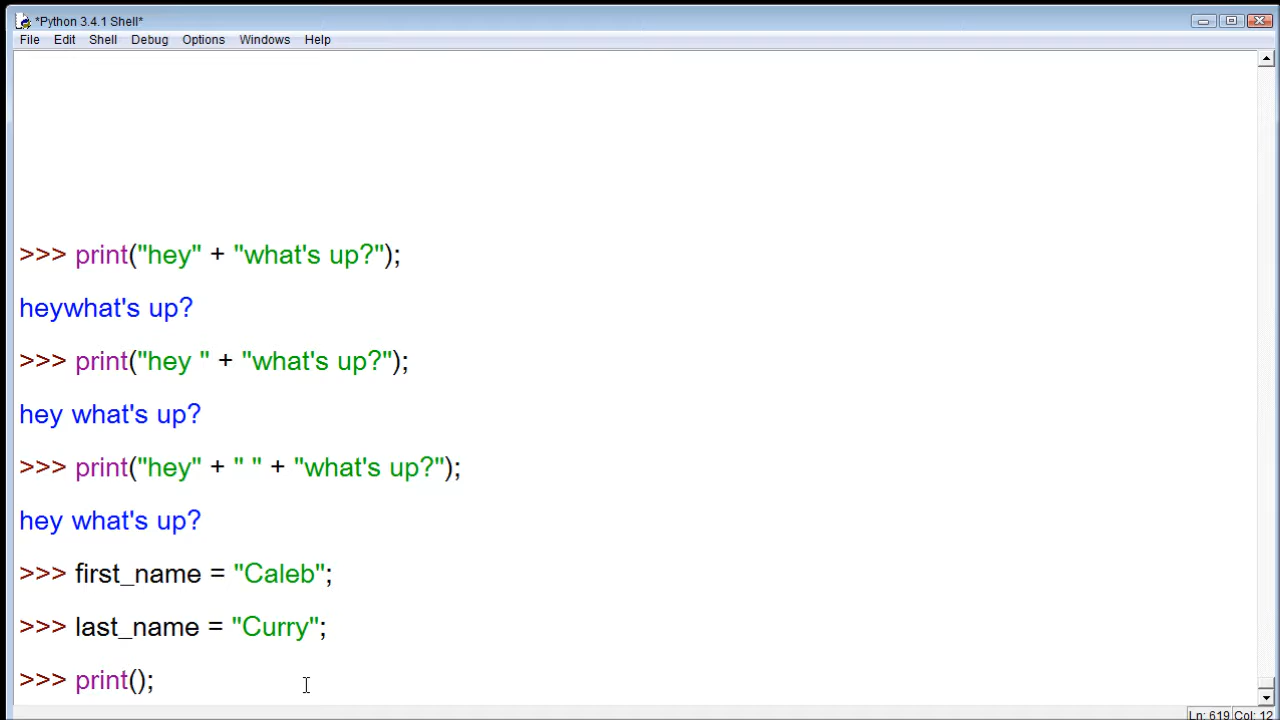 *Python 3.4.1 Shell*
File Edit Shell Debug Options Windows Help
>>> print("hey" + "what's up?");
heywhat's up?
>>> print("hey " + "what's up?");
hey what's up?
>>> print("hey" + " " + "what's up?");
hey what's up?
>>> first_name = "Caleb";
>>> last_name = "Curry";
>>> print();
Ln: 619 Col: 12